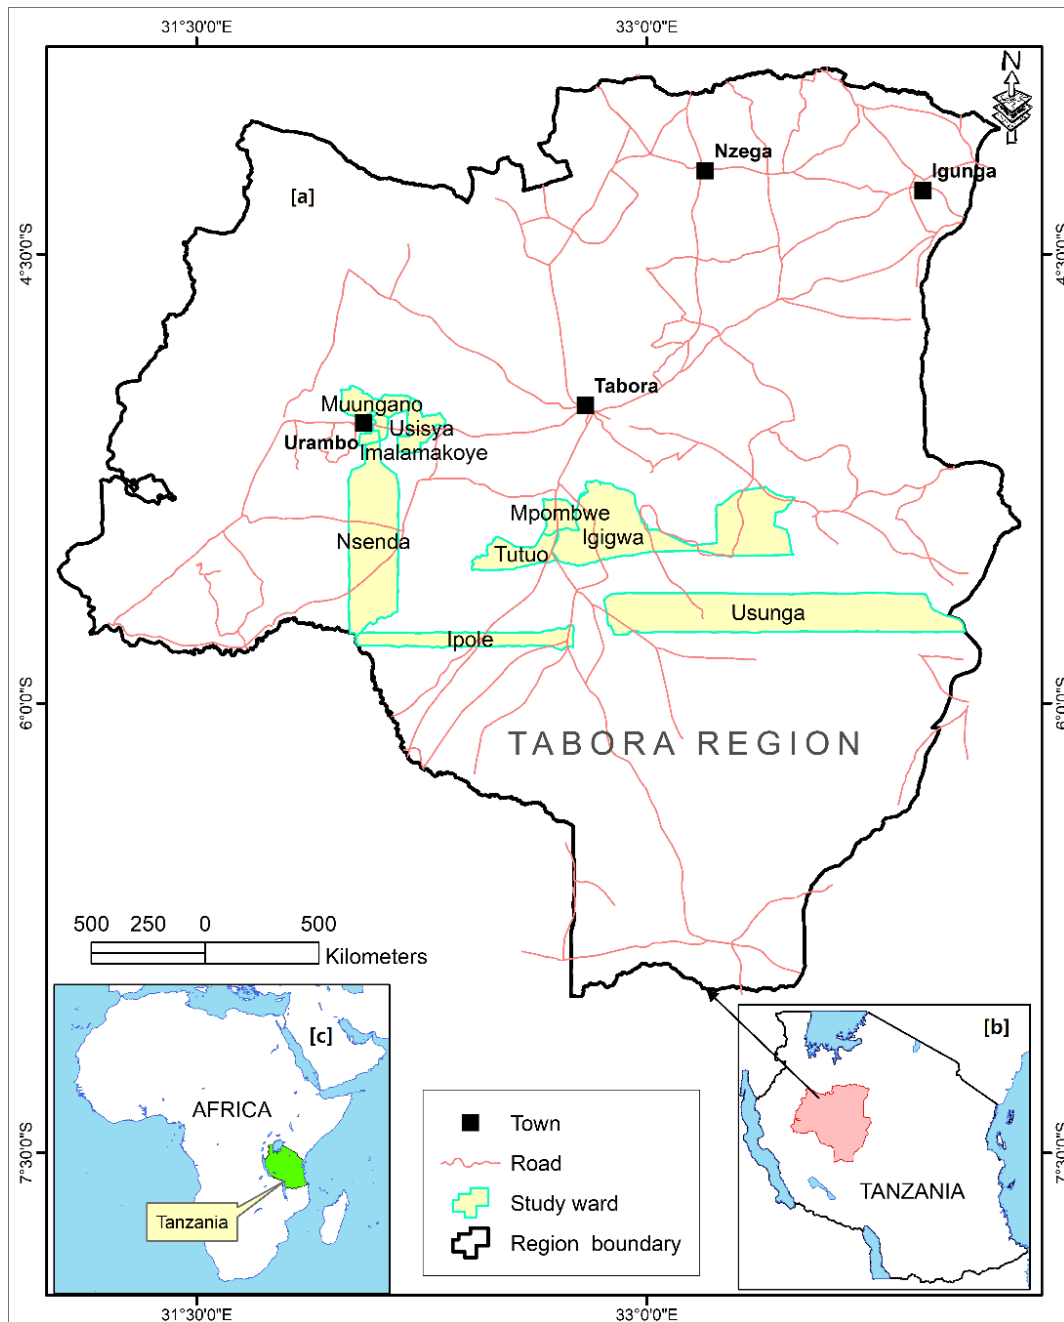 31°30'0"E
33°0'0"E
N
Nzega
Igunga
[a]
4°30'0"S
4°30'0"S
Tabora
Muungano
Usisya
Urambo
Imalamakoye
Mpombwe
Nsenda
Igigwa
Tutuo
Usunga
Ipole
6°0'0"S
6°0'0"S
TABORA REGION
500 250 0 500
Kilometers
[c]
[b]
AFRICA
Town
Road
7°30'0"S
7°30'0"S
TANZANIA
Study ward
Tanzania
Region boundary
31°30'0"E
33°0'0"E